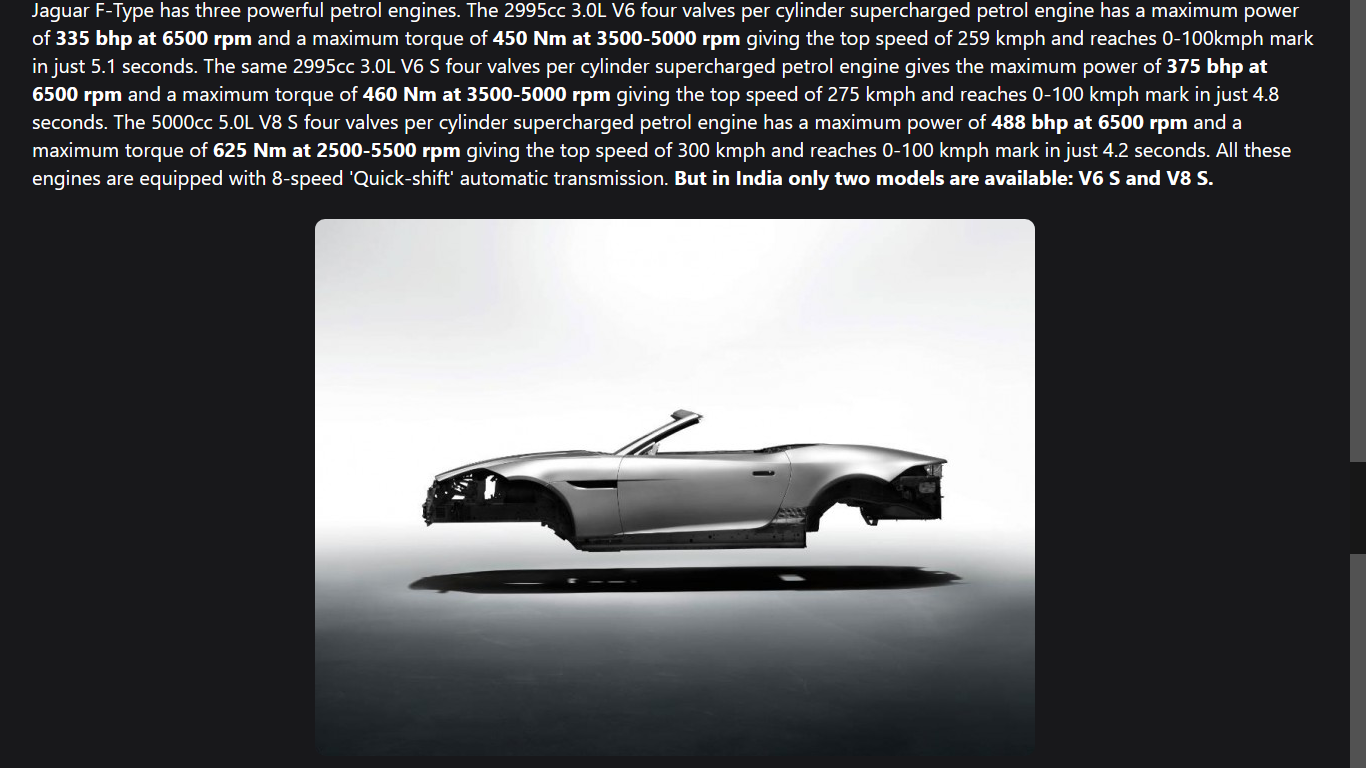 Jaguar F-Type has three powerful petrol engines. The 2995cc 3.0L V6 four valves per cylinder supercharged petrol engine has a maximum power
of 335 bhp at 6500 rpm and a maximum torque of 450 Nm at 3500-5000 rpm giving the top speed of 259 kmph and reaches 0-100kmph mark
in just 5.1 seconds. The same 2995cc 3.0L V6 S four valves per cylinder supercharged petrol engine gives the maximum power of 375 bhp at
6500 rpm and a maximum torque of 460 Nm at 3500-5000 rpm giving the top speed of 275 kmph and reaches 0-100 kmph mark in just 4.8
seconds. The 5000cc 5.0L V8 S four valves per cylinder supercharged petrol engine has a maximum power of 488 bhp at 6500 rpm and a
maximum torque of 625 Nm at 2500-5500 rpm giving the top speed of 300 kmph and reaches 0-100 kmph mark in just 4.2 seconds. All these
engines are equipped with 8-speed 'Quick-shift' automatic transmission. But in India only two models are available: V6 S and V8 S.